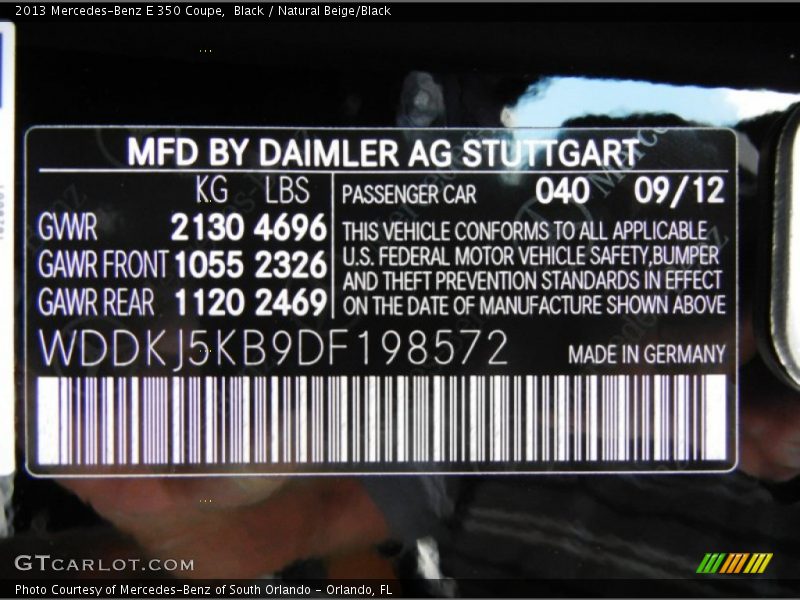 2013 Mercedes-Benz E 350 Coupe,  Black / Natural Beige/Black
MFD BY DAIMLER AG STUTTGART
KG LBS
GVWR 2130 4696
GAWR FRONT 1055 2326
GAWR REAR 1120 2469
PASSENGER CAR 040 09/12
THIS VEHICLE CONFORMS TO ALL APPLICABLE
U.S. FEDERAL MOTOR VEHICLE SAFETY,BUMPER
AND THEFT PREVENTION STANDARDS IN EFFECT
ON THE DATE OF MANUFACTURE SHOWN ABOVE
WDDKJ5KB9DF198572
MADE IN GERMANY
GTCARLOT.COM
Photo Courtesy of Mercedes-Benz of South Orlando - Orlando, FL